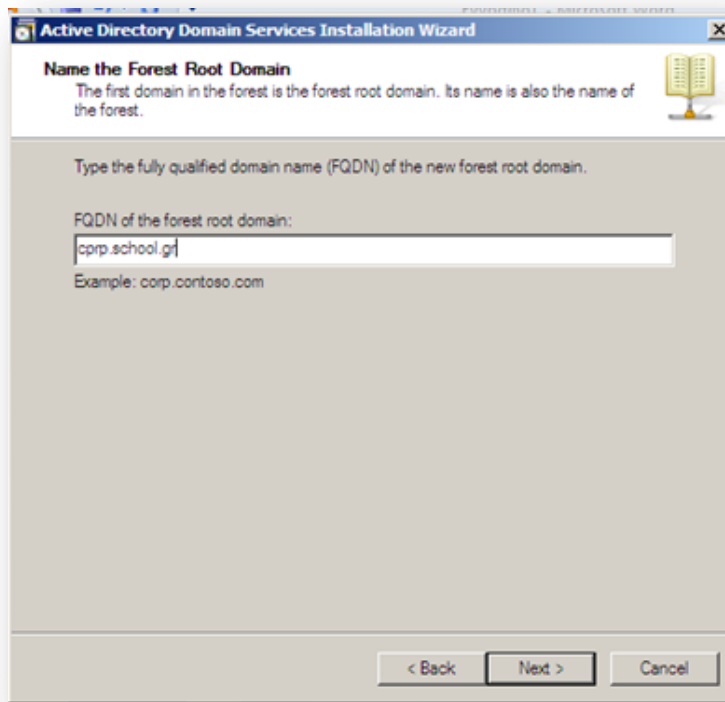 Active Directory Domain Services Installation Wizard
Name the Forest Root Domain
The first domain in the forest is the forest root domain. Its name is also the name of
the forest.
Type the fully qualified domain name (FQDN) of the new forest root domain.
FQDN of the forest root domain:
cprp.school.gr
Example: corp.contoso.com
< Back
Next >
Cancel